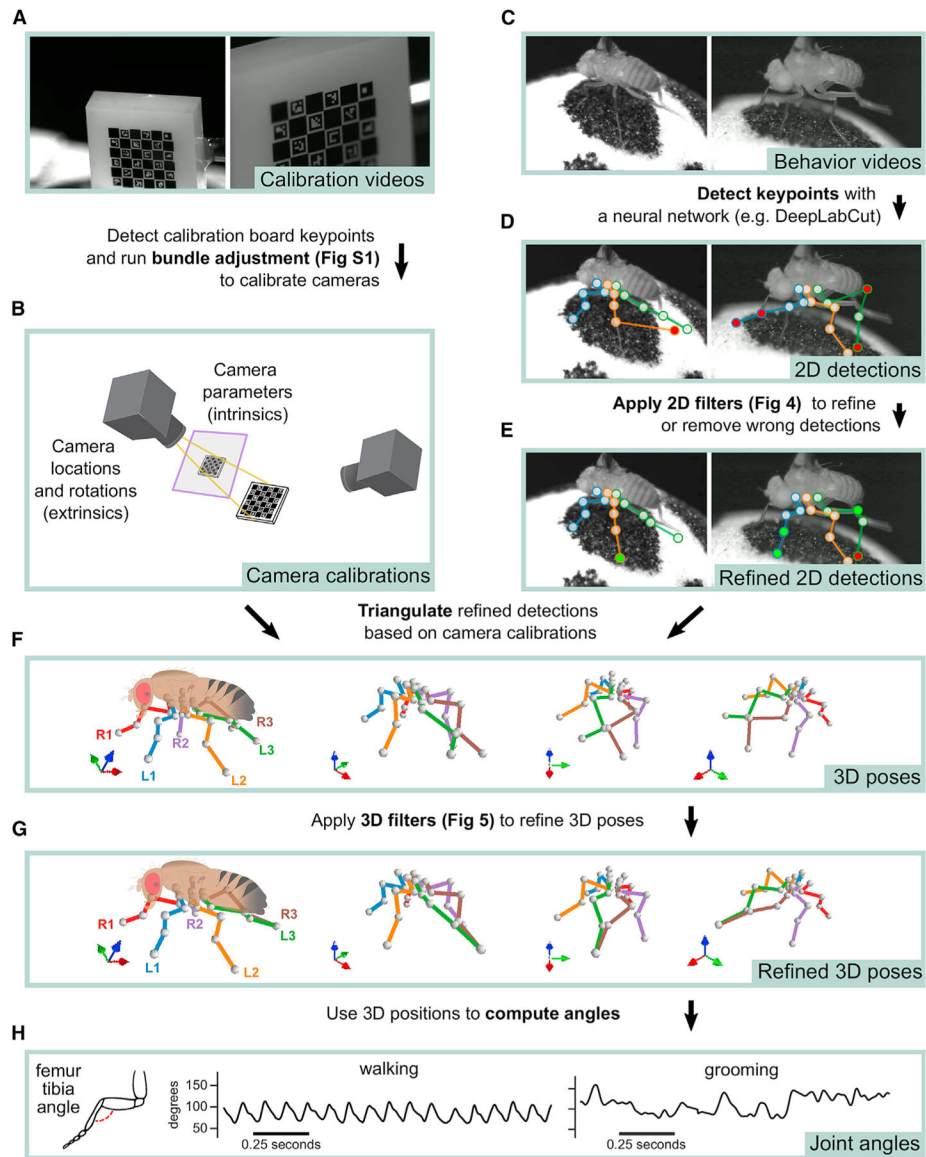 A
Calibration videos
Detect calibration board keypoints
and run bundle adjustment (Fig S1)
to calibrate cameras
B
Camera
parameters
(intrinsics)
Camera
locations
and rotations
(extrinsics)
Camera calibrations
C
Behavior videos
Detect keypoints with
a neural network (e.g. DeepLabCut)
D
2D detections
Apply 2D filters (Fig 4) to refine
or remove wrong detections
E
Refined 2D detections
Triangulate refined detections
based on camera calibrations
F
R1
L1
R2
L2
R3
L3
3D poses
Apply 3D filters (Fig 5) to refine 3D poses
G
R1
L1
R2
L2
R3
L3
Refined 3D poses
Use 3D positions to compute angles
H
femur
tibia
angle
degrees
150
100
50
walking
0.25 seconds
grooming
0.25 seconds
Joint angles